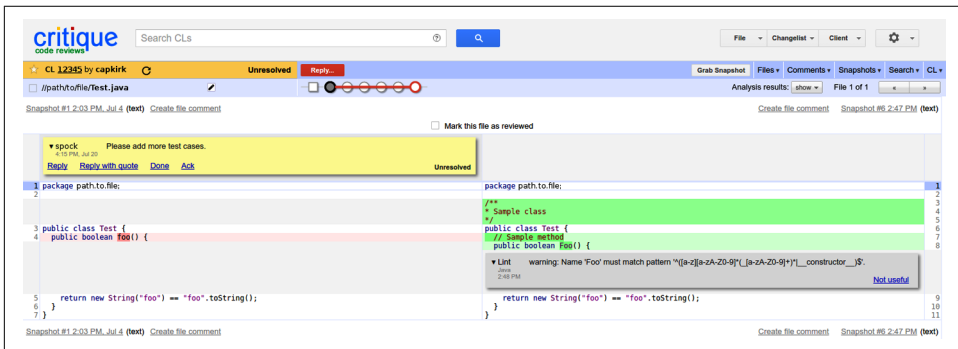 critique
code reviews
Search CLs
File Changelist Client
CL 12345 by capkirk Unresolved Reply... Grab Snapshot Files Comments Snapshots Search CL
//path/to/file/Test.java Analysis results: show File 1 of 1
Snapshot #1 2:03 PM, Jul 4 (text) Create file comment Create file comment Snapshot #6 2:47 PM (text)
Mark this file as reviewed
spock Please add more test cases.
4:15 PM, Jul 20
Reply Reply with quote Done Ack Unresolved
1 package path.to.file; package path.to.file; 1
2 2
/** 3
* Sample class 4
*/ 5
3 public class Test { public class Test { 6
4 public boolean foo() { // Sample method 7
public boolean Foo() { 8
Lint warning: Name 'Foo' must match pattern '^([a-z][a-zA-Z0-9]*(_[a-zA-Z0-9]+)*|__constructor__)$'.
Java
2:48 PM
Not useful
5 return new String("foo") == "foo".toString(); return new String("foo") == "foo".toString(); 9
6 } } 10
7 } } 11
Snapshot #1 2:03 PM, Jul 4 (text) Create file comment Create file comment Snapshot #6 2:47 PM (text)